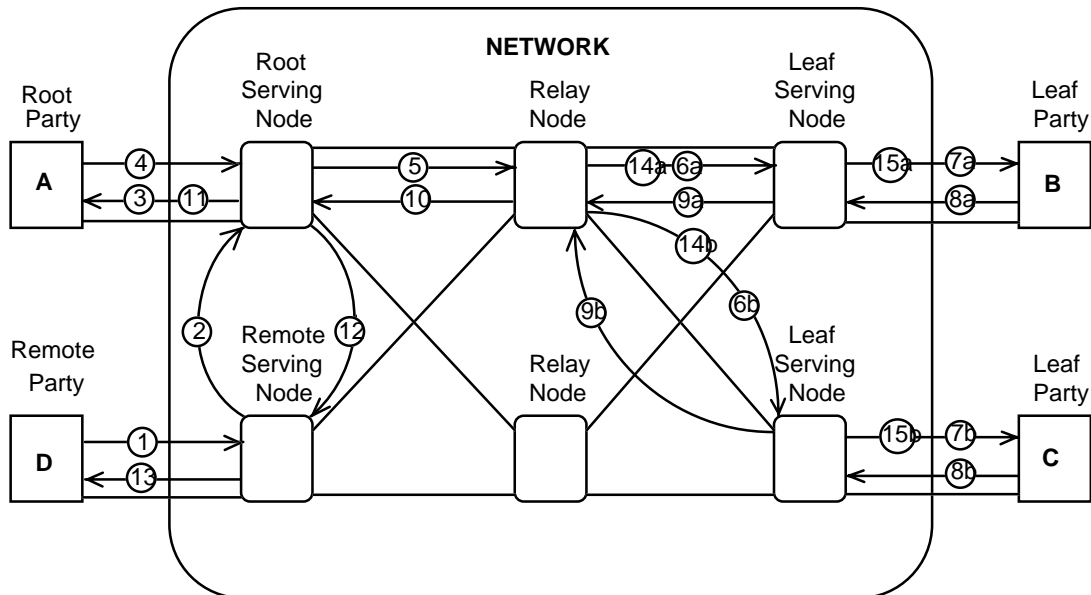 NETWORK
Root
Serving
Node
Relay
Node
Leaf
Serving
Node
Root
Party
Leaf
Party
A
4
3
11
5
10
14a
6a
9a
15a
7a
8a
B
14b
6b
9b
2
12
Remote
Party
Remote
Serving
Node
Relay
Node
Leaf
Serving
Node
Leaf
Party
D
1
13
15b
7b
8b
C